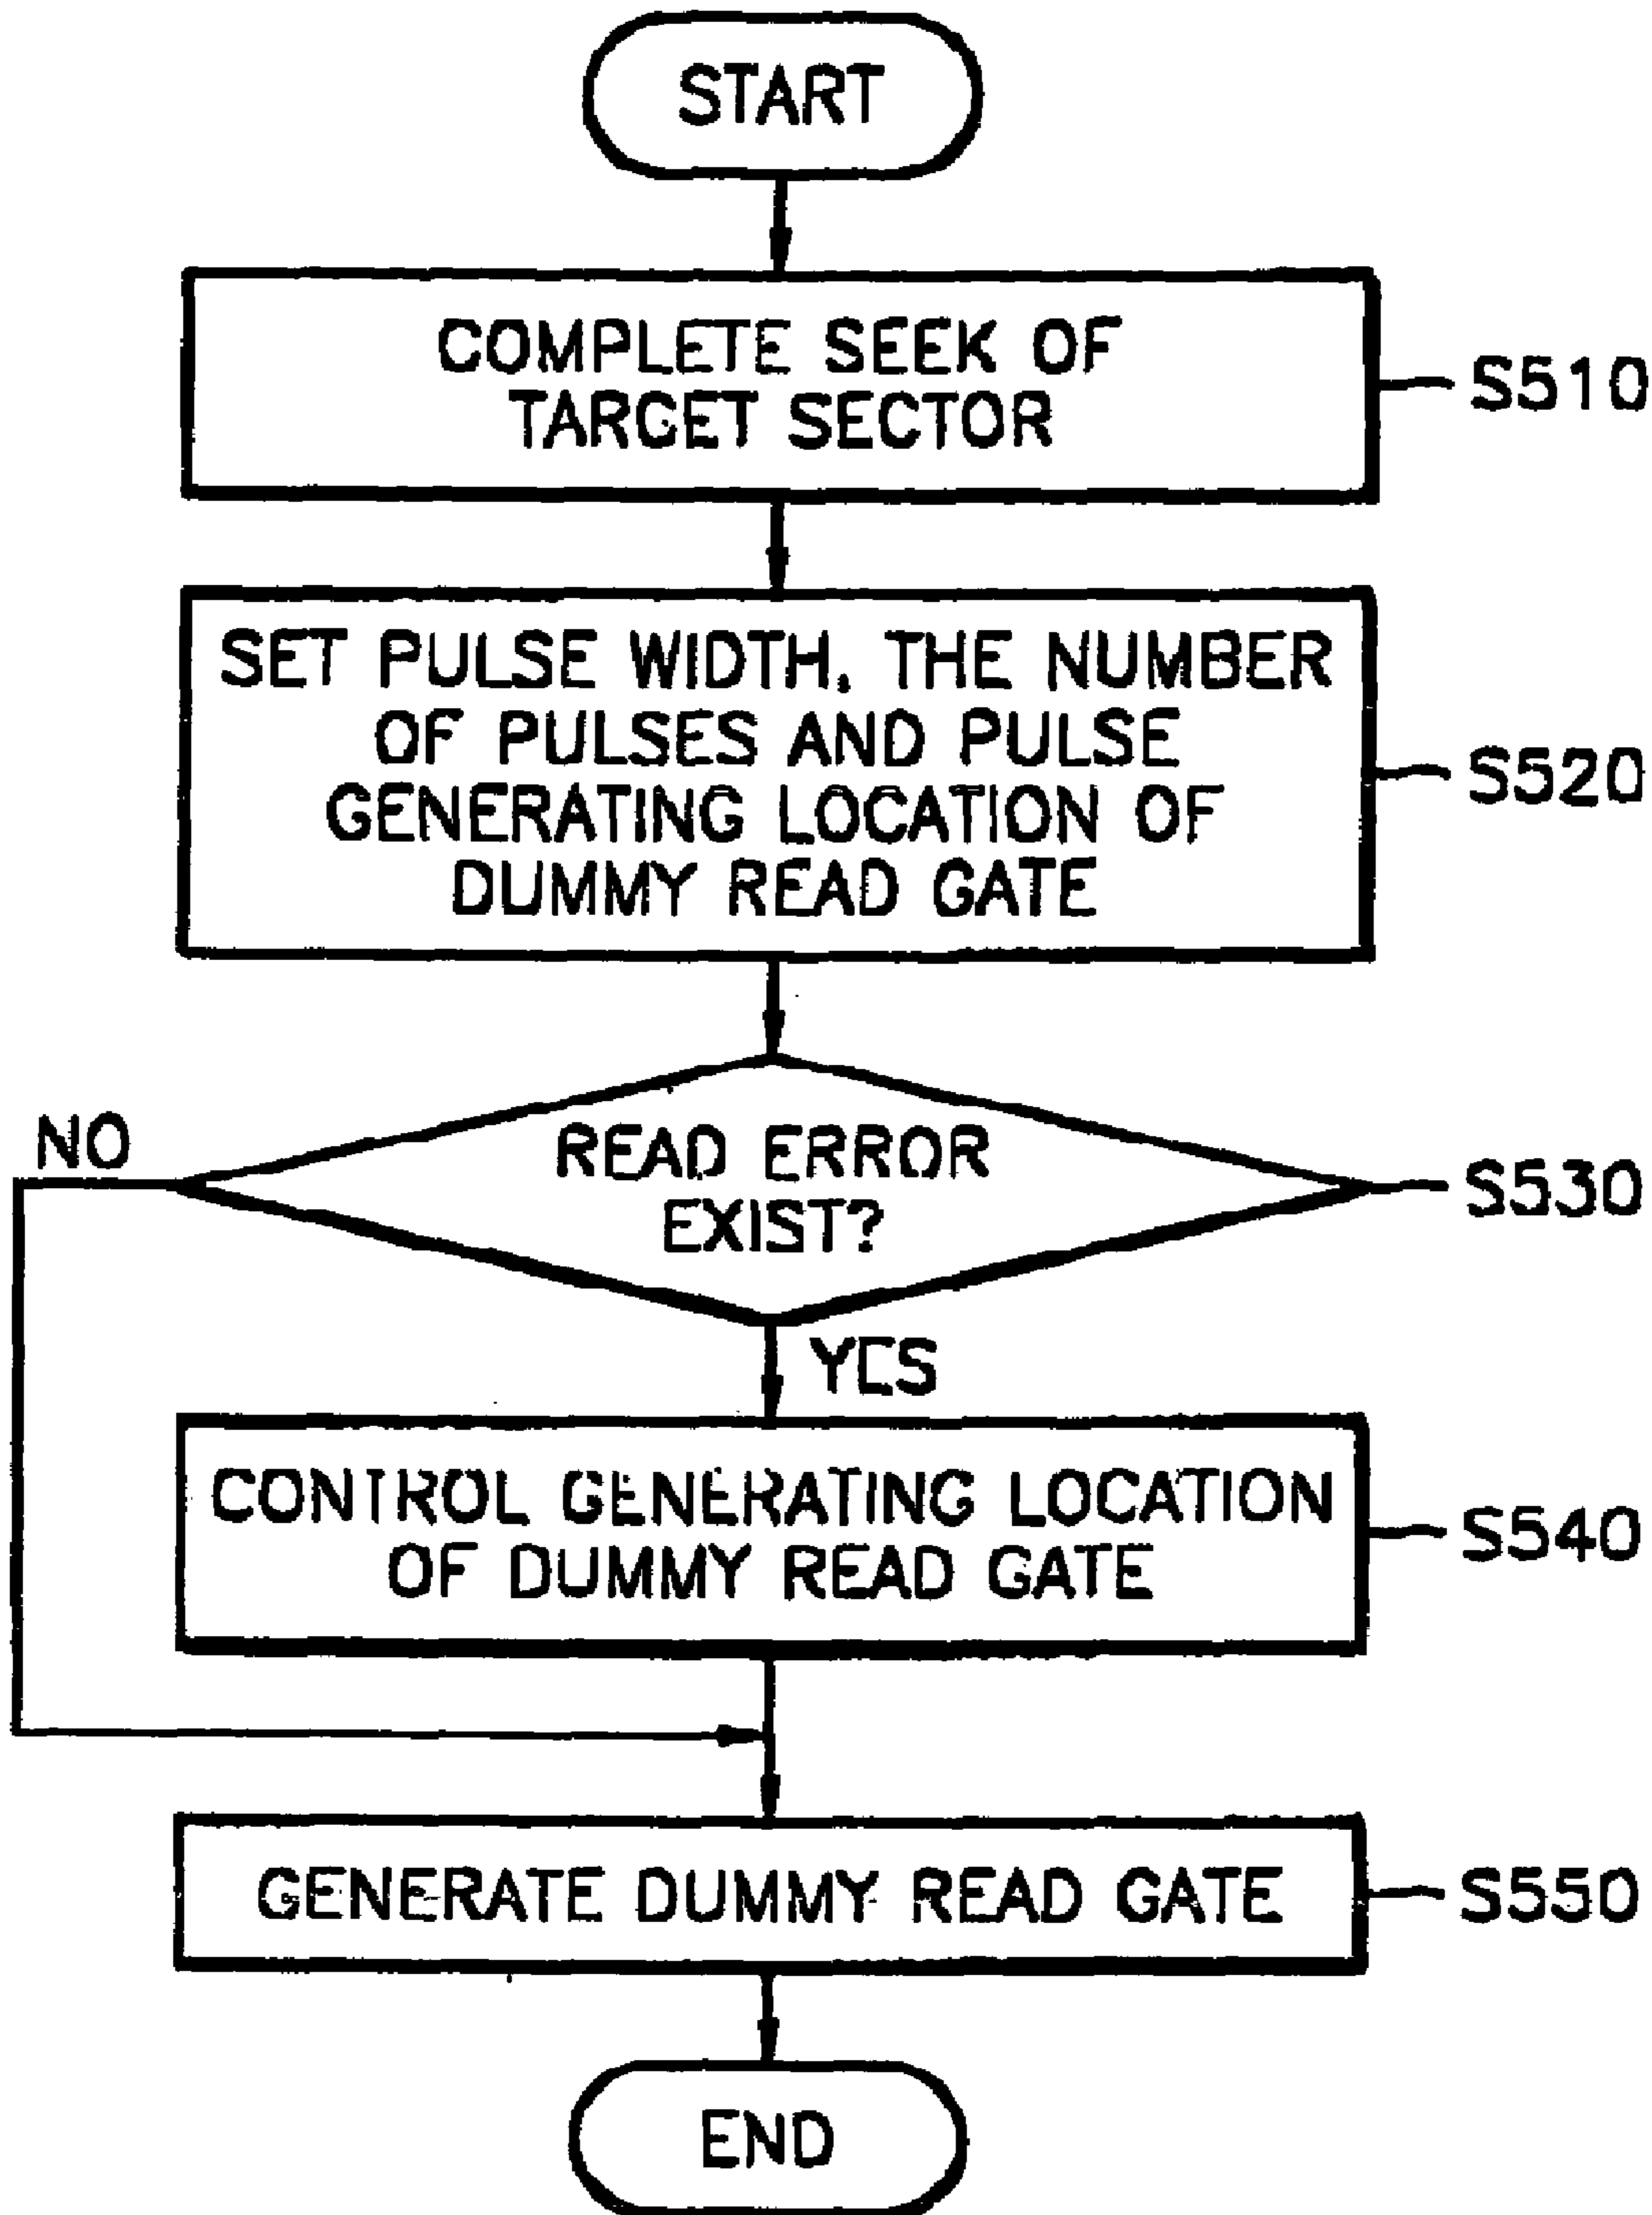 START
COMPLETE SEEK OF
TARGET SECTOR
S510
SET PULSE WIDTH, THE NUMBER
OF PULSES AND PULSE
GENERATING LOCATION OF
DUMMY READ GATE
S520
NO
READ ERROR
EXIST?
S530
YES
CONTROL GENERATING LOCATION
OF DUMMY READ GATE
S540
GENERATE DUMMY READ GATE
S550
END